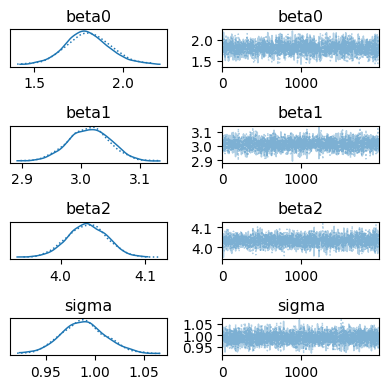 beta0 beta0
2.0
1.5
1.5 2.0 0 1000
beta1 beta1
3.1
3.0
2.9
2.9 3.0 3.1 0 1000
beta2 beta2
4.1
4.0
4.0 4.1 0 1000
sigma sigma
1.05
1.00
0.95
0.95 1.00 1.05 0 1000